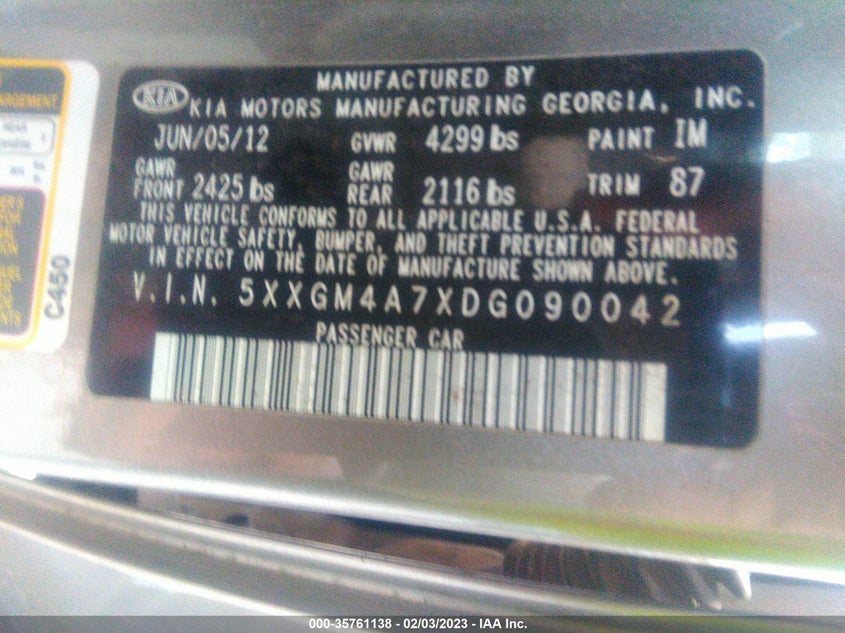 KIA
MANUFACTURED BY
KIA MOTORS MANUFACTURING GEORGIA, INC.
JUN/05/12 GVWR 4299 lbs PAINT IM
GAWR FRONT 2425 lbs GAWR REAR 2116 lbs TRIM 87
THIS VEHICLE CONFORMS TO ALL APPLICABLE U.S.A. FEDERAL
MOTOR VEHICLE SAFETY, BUMPER, AND THEFT PREVENTION STANDARDS
IN EFFECT ON THE DATE OF MANUFACTURE SHOWN ABOVE.
V.I.N. 5XXGM4A7XDG090042
PASSENGER CAR
C450
000-35761138 - 02/03/2023 - IAA Inc.